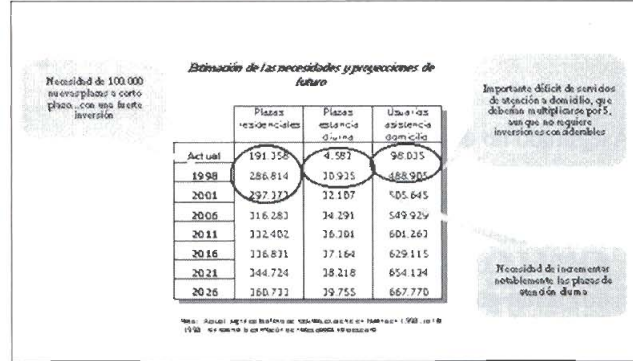 Estimación de las necesidades y proyecciones de
futuro
Necesidad de 100.000
nuevas plazas a corto
plazo...con una fuerte
inversión
Plazas residenciales Plazas estancia diurna Usuarios asistencia domicilio
Actual 191.358 4.582 98.035
1998 286.814 30.935 488.905
2001 297.373 32.107 505.645
2006 316.283 34.291 549.929
2011 332.402 36.301 601.263
2016 336.831 37.164 629.115
2021 344.724 38.218 654.134
2026 360.733 39.755 667.770
Importante déficit de servicios
de atención a domicilio, que
deberían multiplicarse por 5,
aunque no requiere
inversiones considerables
Necesidad de incrementar
notablemente las plazas de
atención diurna